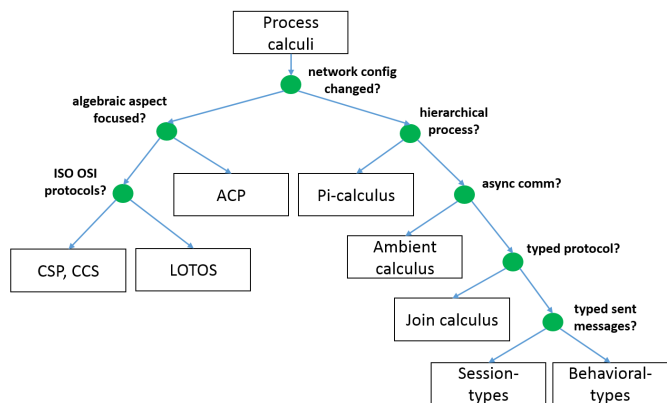 Process
calculi
network config
changed?
algebraic aspect
focused?
hierarchical
process?
ISO OSI
protocols?
ACP
Pi-calculus
async comm?
CSP, CCS
LOTOS
Ambient
calculus
typed protocol?
Join calculus
typed sent
messages?
Session-
types
Behavioral-
types